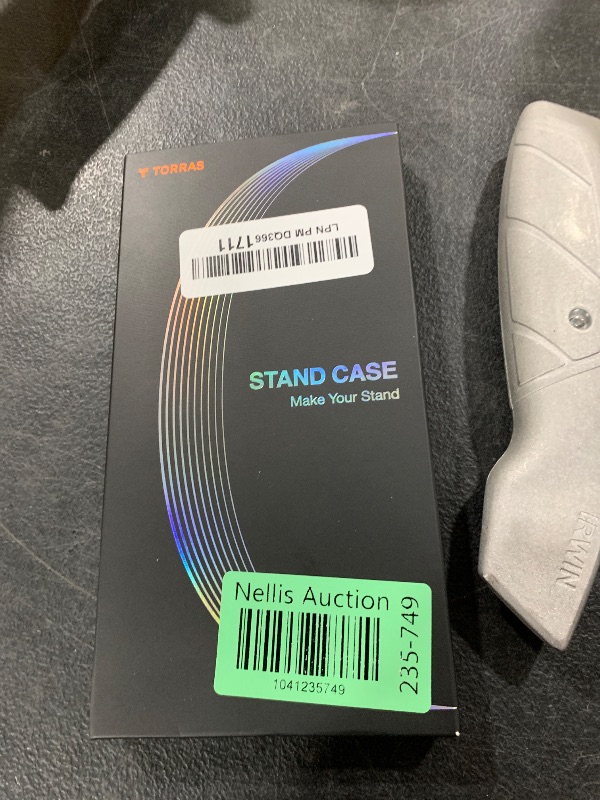 TORRAS
LPN PM DQ366 1711
STAND CASE
Make Your Stand
Nellis Auction
1041235749
235-749
IRWIN